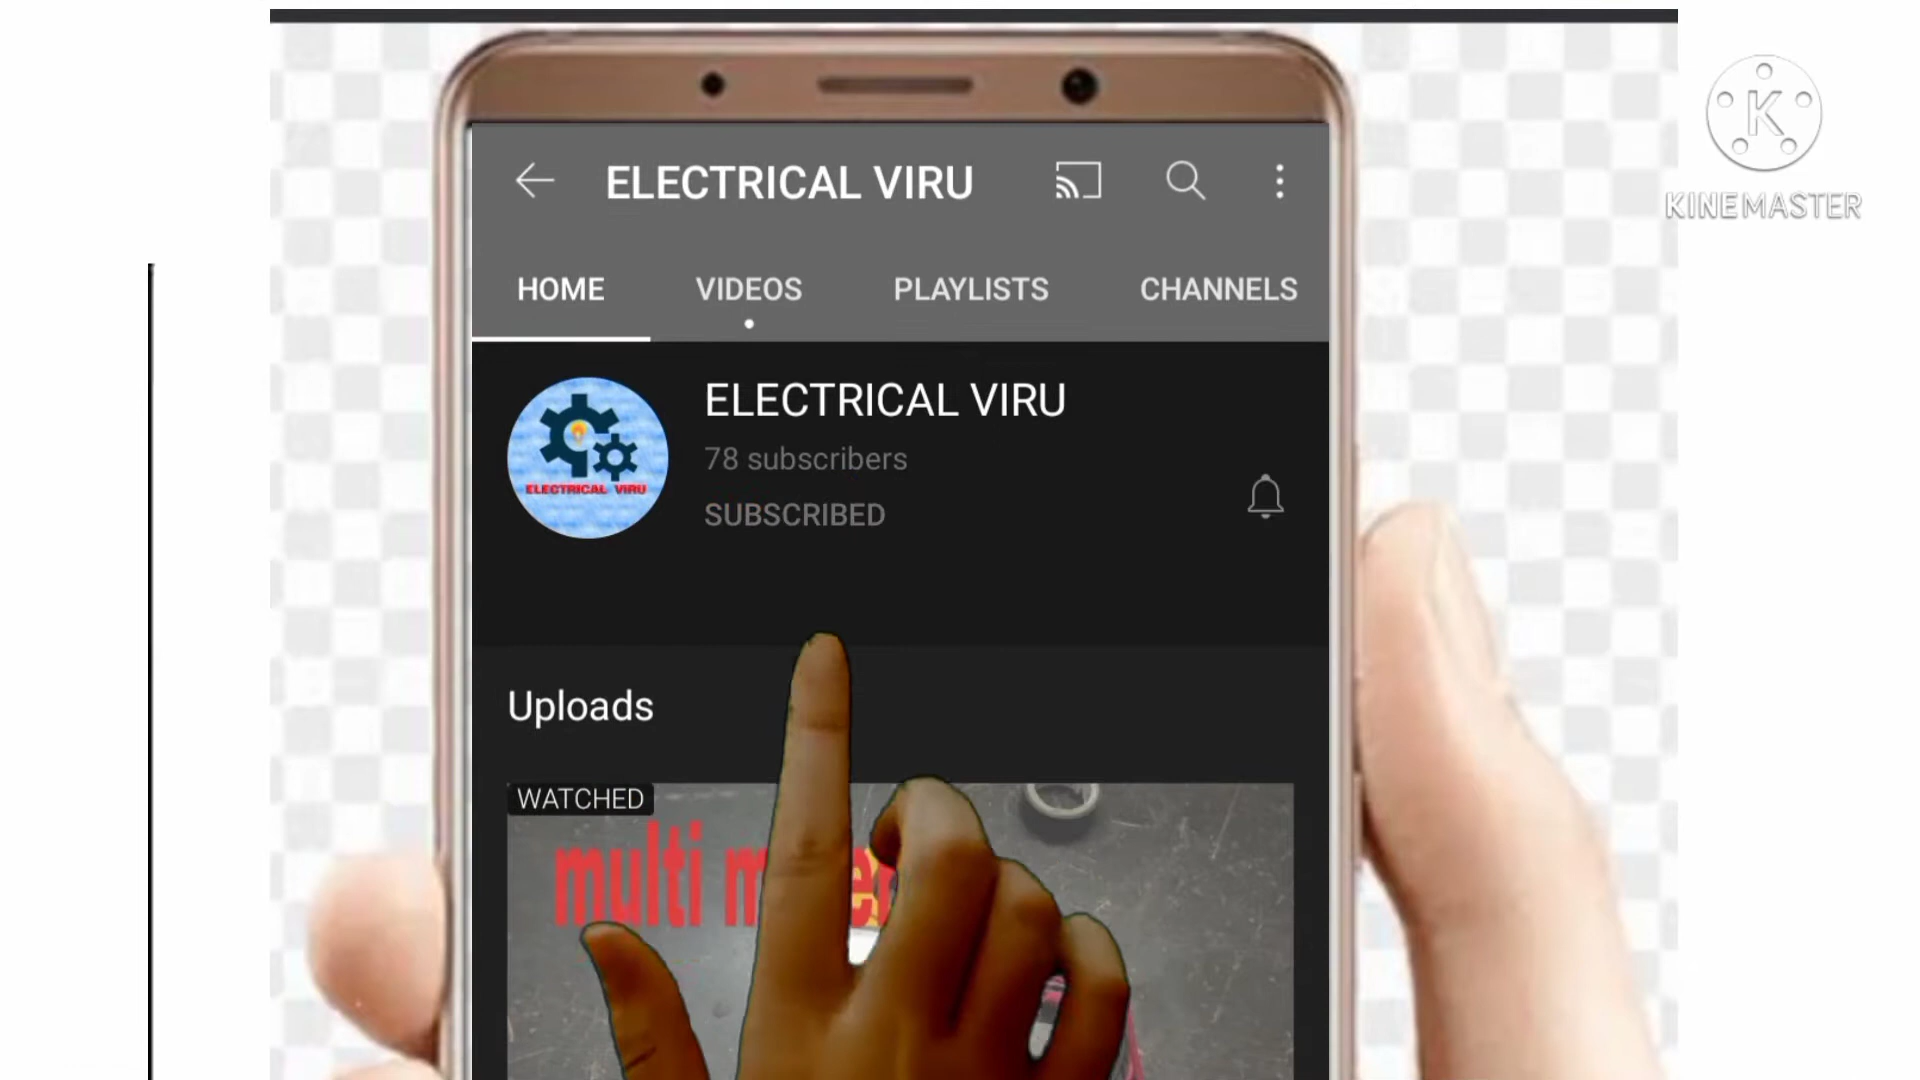 ELECTRICAL VIRU
HOME VIDEOS PLAYLISTS CHANNELS
ELECTRICAL VIRU
78 subscribers
SUBSCRIBED
ELECTRICAL VIRU
Uploads
WATCHED
multi
K
KINEMASTER